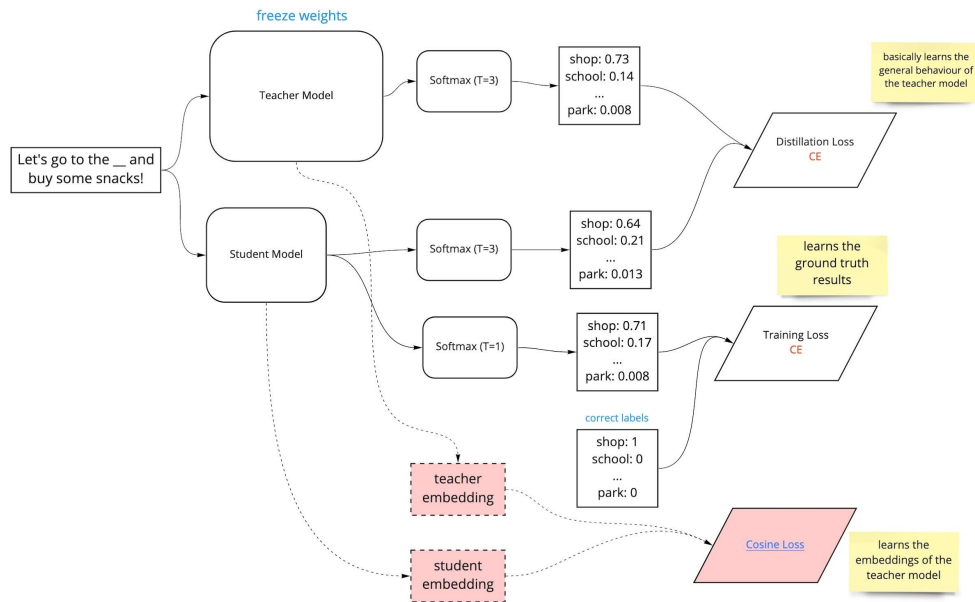 freeze weights
Teacher Model
Softmax (T=3)
shop: 0.73
school: 0.14
...
park: 0.008
basically learns the
general behaviour of
the teacher model
Distillation Loss
CE
Let's go to the __ and
buy some snacks!
Student Model
Softmax (T=3)
shop: 0.64
school: 0.21
...
park: 0.013
learns the
ground truth
results
Softmax (T=1)
shop: 0.71
school: 0.17
...
park: 0.008
Training Loss
CE
correct labels
shop: 1
school: 0
...
park: 0
teacher
embedding
student
embedding
Cosine Loss
learns the
embeddings of the
teacher model